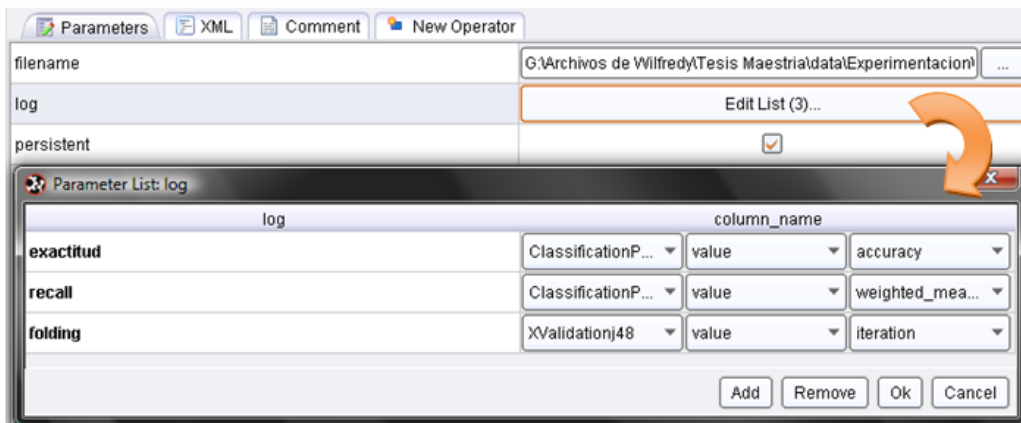 Parameters XML Comment New Operator
filename G:\Archivos de Wilfredy\Tesis Maestria\data\Experimentacion\ ...
log Edit List (3)...
persistent
Parameter List: log x
log column_name
exactitud ClassificationP... value accuracy
recall ClassificationP... value weighted_mea...
folding XValidationj48 value iteration
Add Remove Ok Cancel